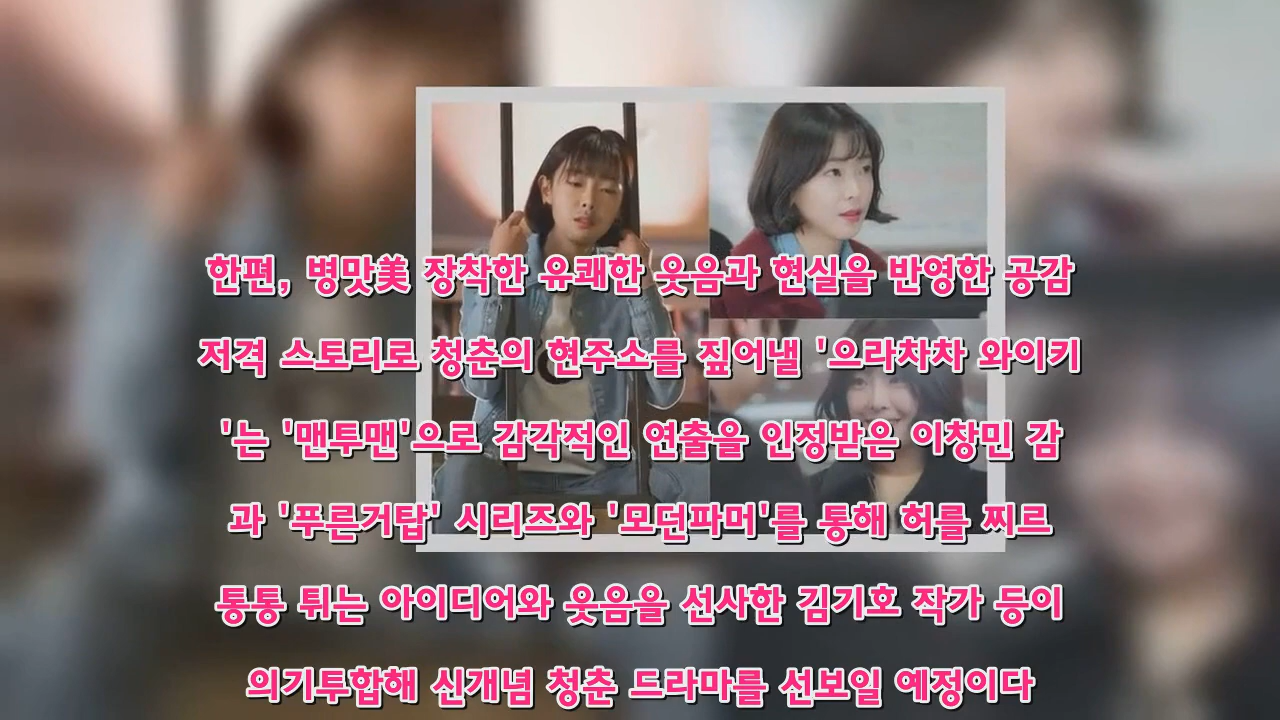 한편, 병맛美 장착한 유쾌한 웃음과 현실을 반영한 공감
저격 스토리로 청춘의 현주소를 짚어낼 '으라차차 와이키
'는 '맨투맨'으로 감각적인 연출을 인정받은 이창민 감
과 '푸른거탑' 시리즈와 '모던파머'를 통해 허를 찌르
통통 튀는 아이디어와 웃음을 선사한 김기호 작가 등이
의기투합해 신개념 청춘 드라마를 선보일 예정이다